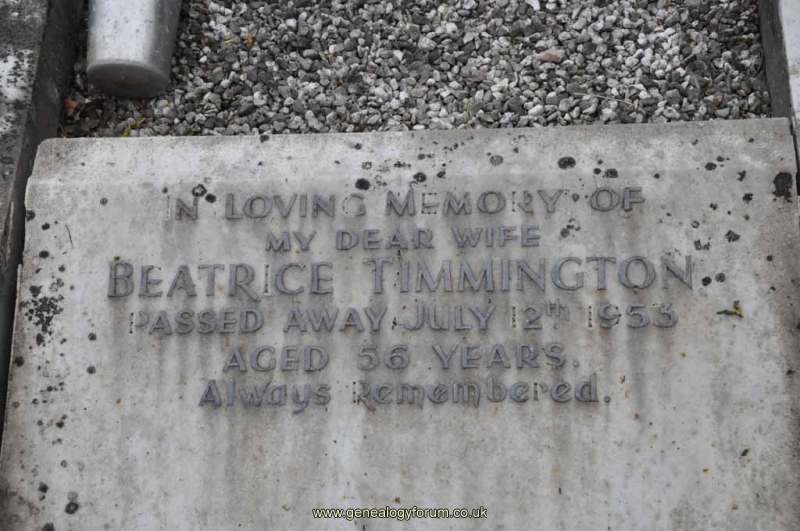 IN LOVING MEMORY OF
MY DEAR WIFE
BEATRICE TIMMINGTON
PASSED AWAY JULY 12TH 1953
AGED 56 YEARS.
Always Remembered.
www.genealogyforum.co.uk